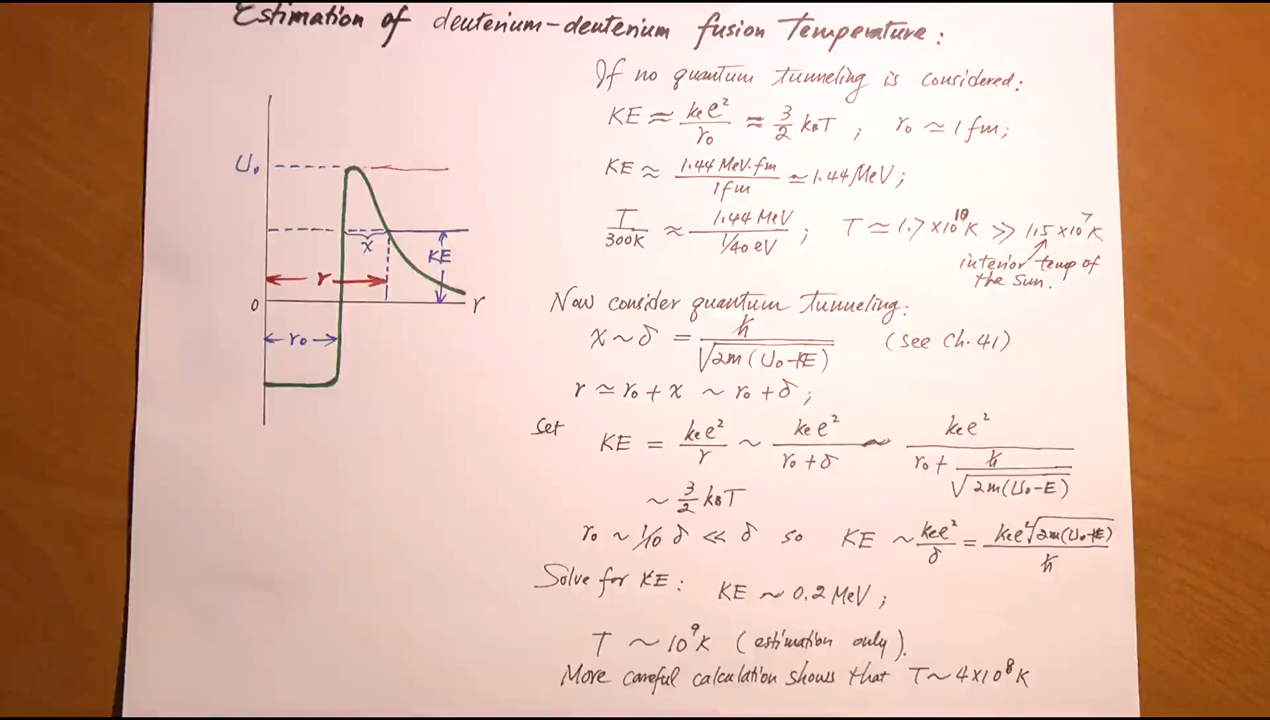 Estimation of deuterium-deuterium fusion Temperature:
If no quantum tunneling is considered:
KE ≈ kee²/r₀ ≈ 3/2 kBT ; r₀ ≃ 1 fm;
KE ≈ 1.44 MeV.fm/1fm ≃ 1.44 MeV;
T/300K ≈ 1.44 MeV/1/40 eV ; T ≃ 1.7 × 10¹⁰ K ≫ 1.5 × 10⁷ K
interior temp of
the sun.
U₀
x
KE
r
0
r
r₀
Now consider quantum tunneling:
x ~ δ = ħ/√2m(U₀-KE) (see Ch. 41)
r ≃ r₀ + x ~ r₀ + δ ;
Set KE = kee²/r ~ kee²/r₀ + δ ~ kee²/r₀ + ħ/√2m(U₀-E)
~ 3/2 kBT
r₀ ~ 1/10 δ ≪ δ so KE ~ kee²/δ = kee²√2m(U₀-KE)/ħ
Solve for KE: KE ~ 0.2 MeV ;
T ~ 10⁹ K (estimation only).
More careful calculation shows that T ~ 4×10⁸ K